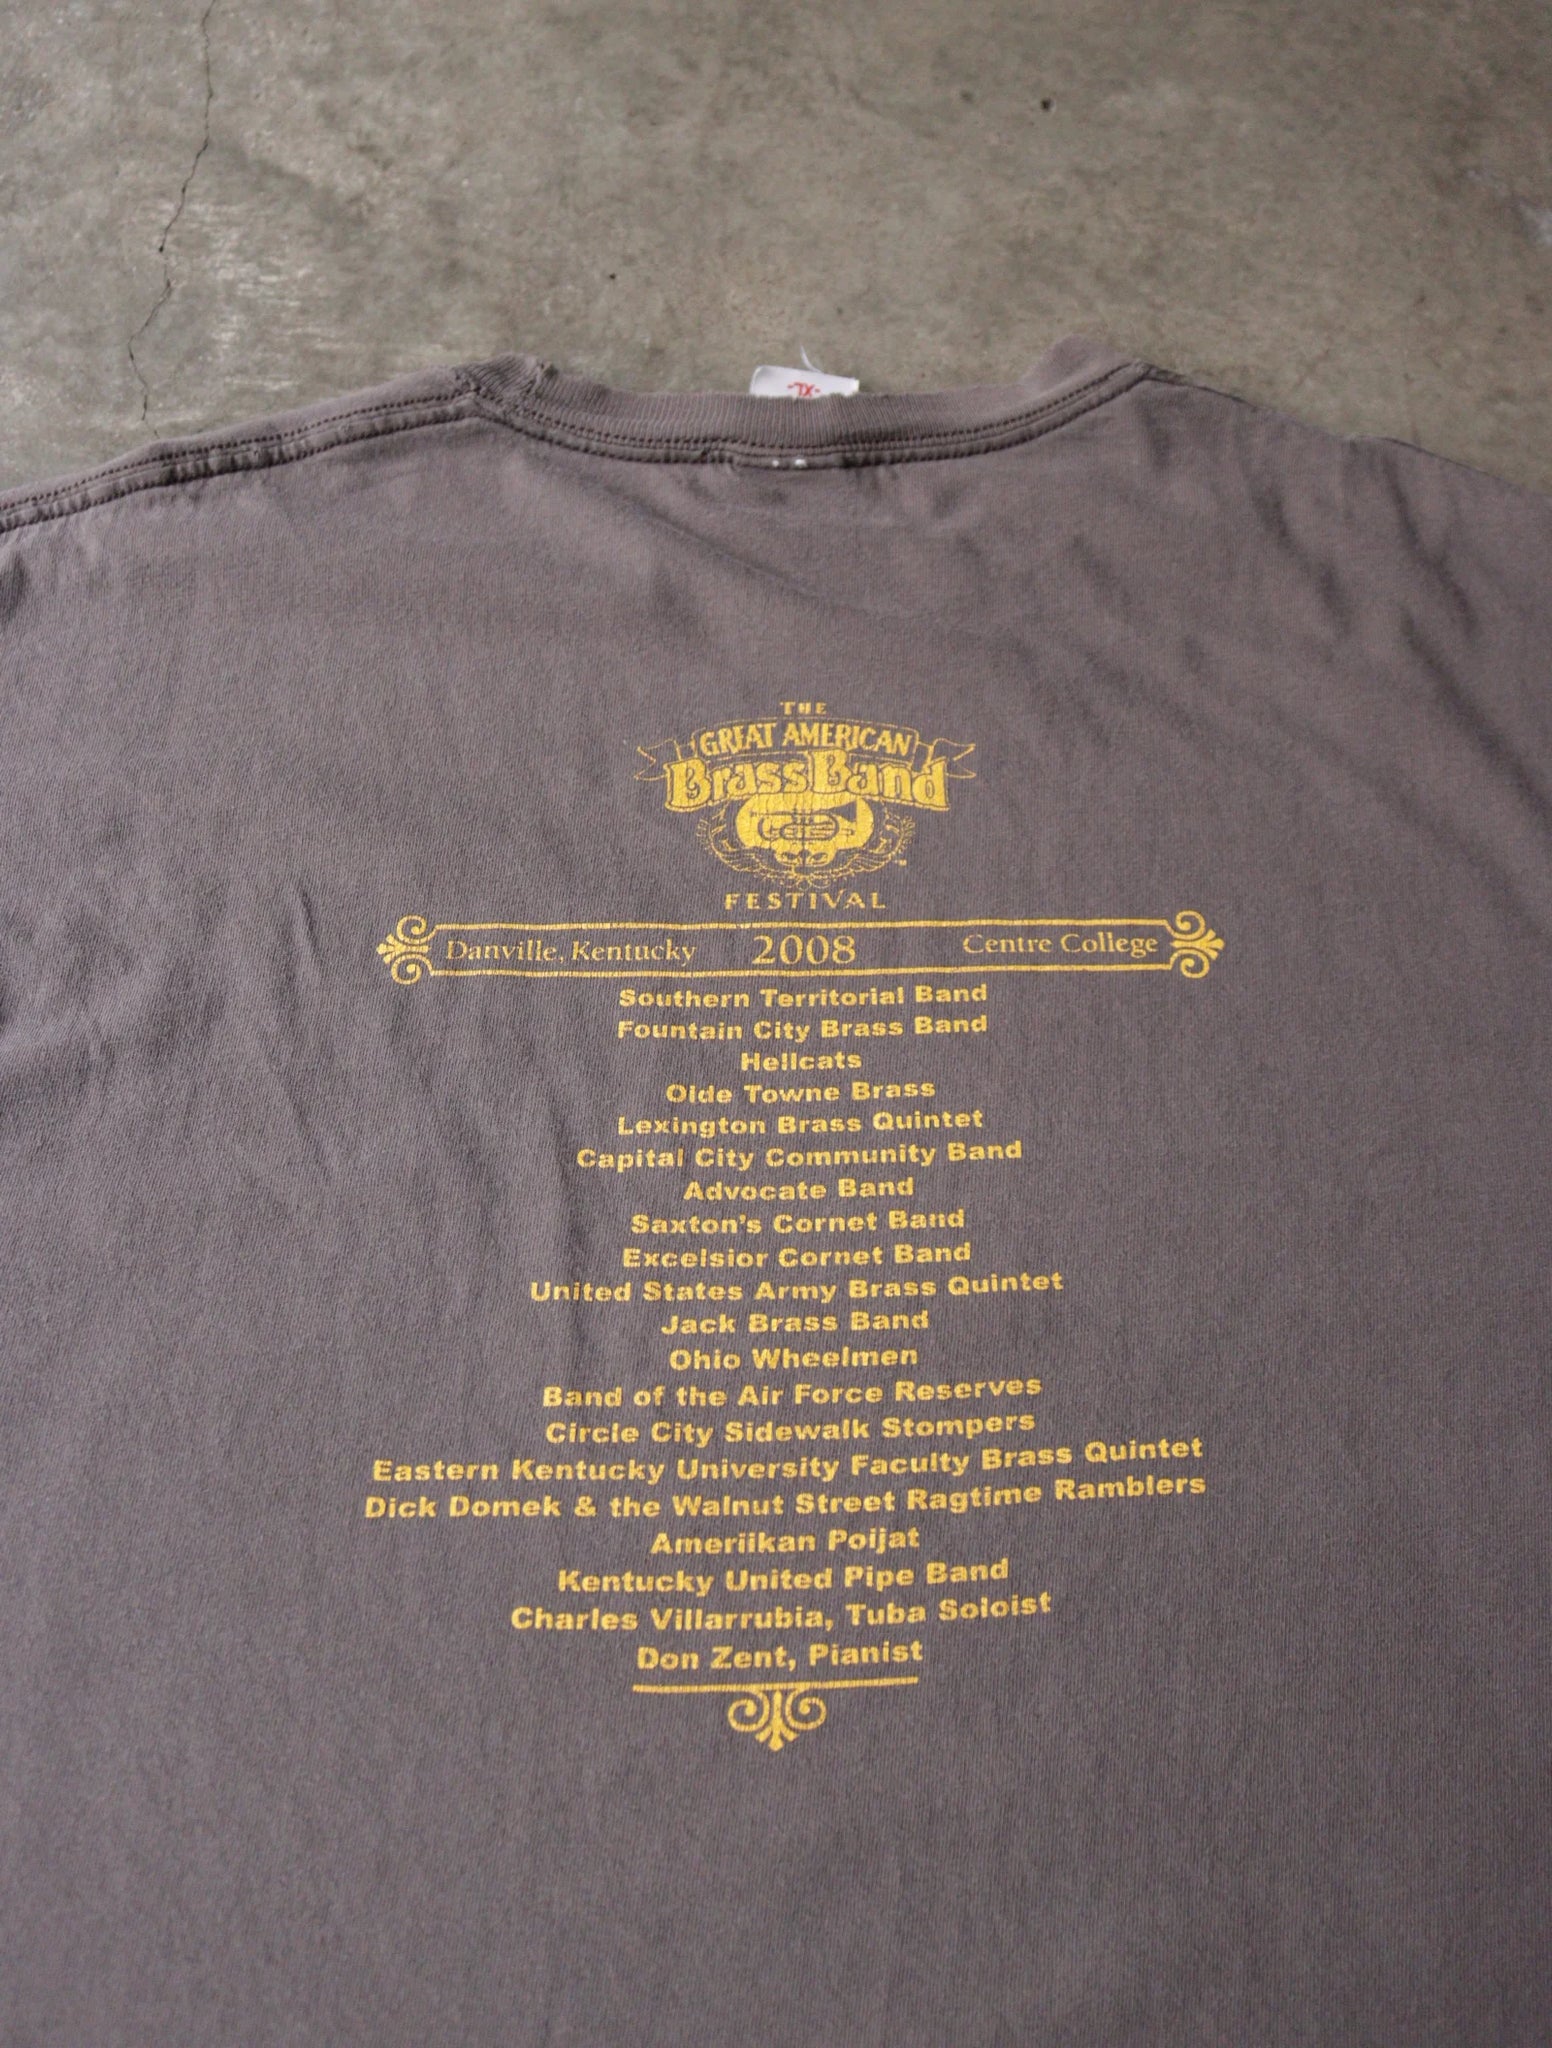 -XL-
THE
GREAT AMERICAN
Brass Band
FESTIVAL
Danville, Kentucky 2008 Centre College
Southern Territorial Band
Fountain City Brass Band
Hellcats
Olde Towne Brass
Lexington Brass Quintet
Capital City Community Band
Advocate Band
Saxton's Cornet Band
Excelsior Cornet Band
United States Army Brass Quintet
Jack Brass Band
Ohio Wheelmen
Band of the Air Force Reserves
Circle City Sidewalk Stompers
Eastern Kentucky University Faculty Brass Quintet
Dick Domek & the Walnut Street Ragtime Ramblers
Ameriikan Poijat
Kentucky United Pipe Band
Charles Villarrubia, Tuba Soloist
Don Zent, Pianist